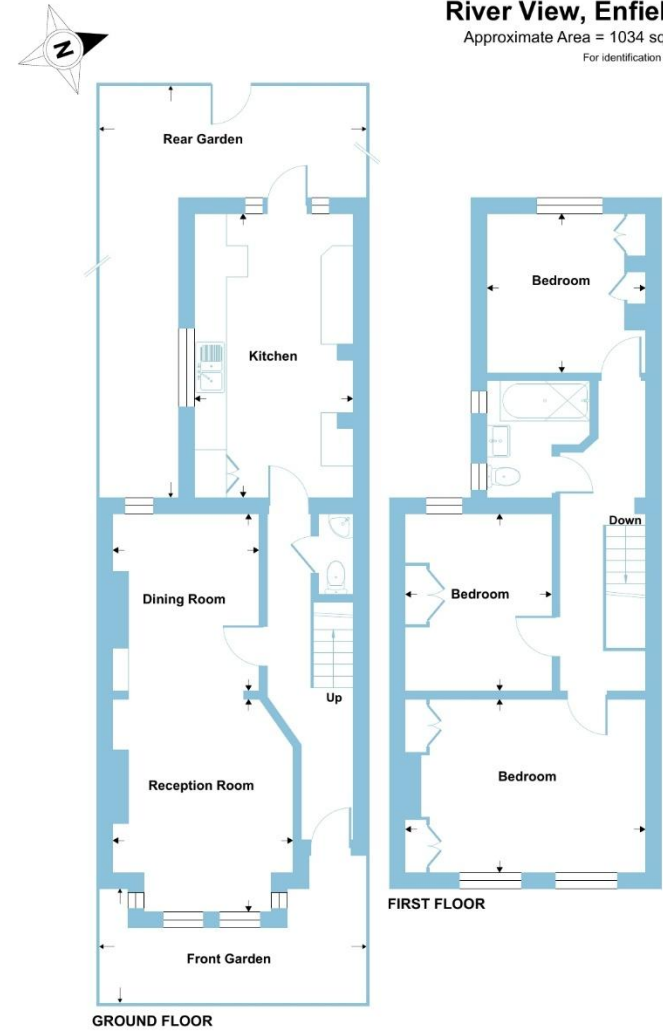 River View, Enfiel
Approximate Area = 1034 sq
For identification
N
Rear Garden
Kitchen
Dining Room
Up
Reception Room
Front Garden
GROUND FLOOR
Bedroom
Down
Bedroom
Bedroom
FIRST FLOOR